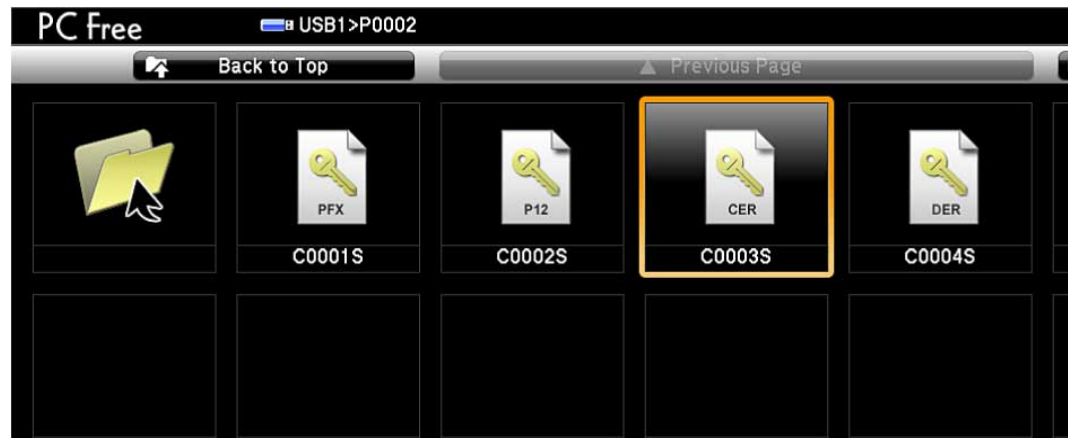 PC Free USB1>P0002
Back to Top ▲ Previous Page
PFX P12 CER DER
C0001S C0002S C0003S C0004S